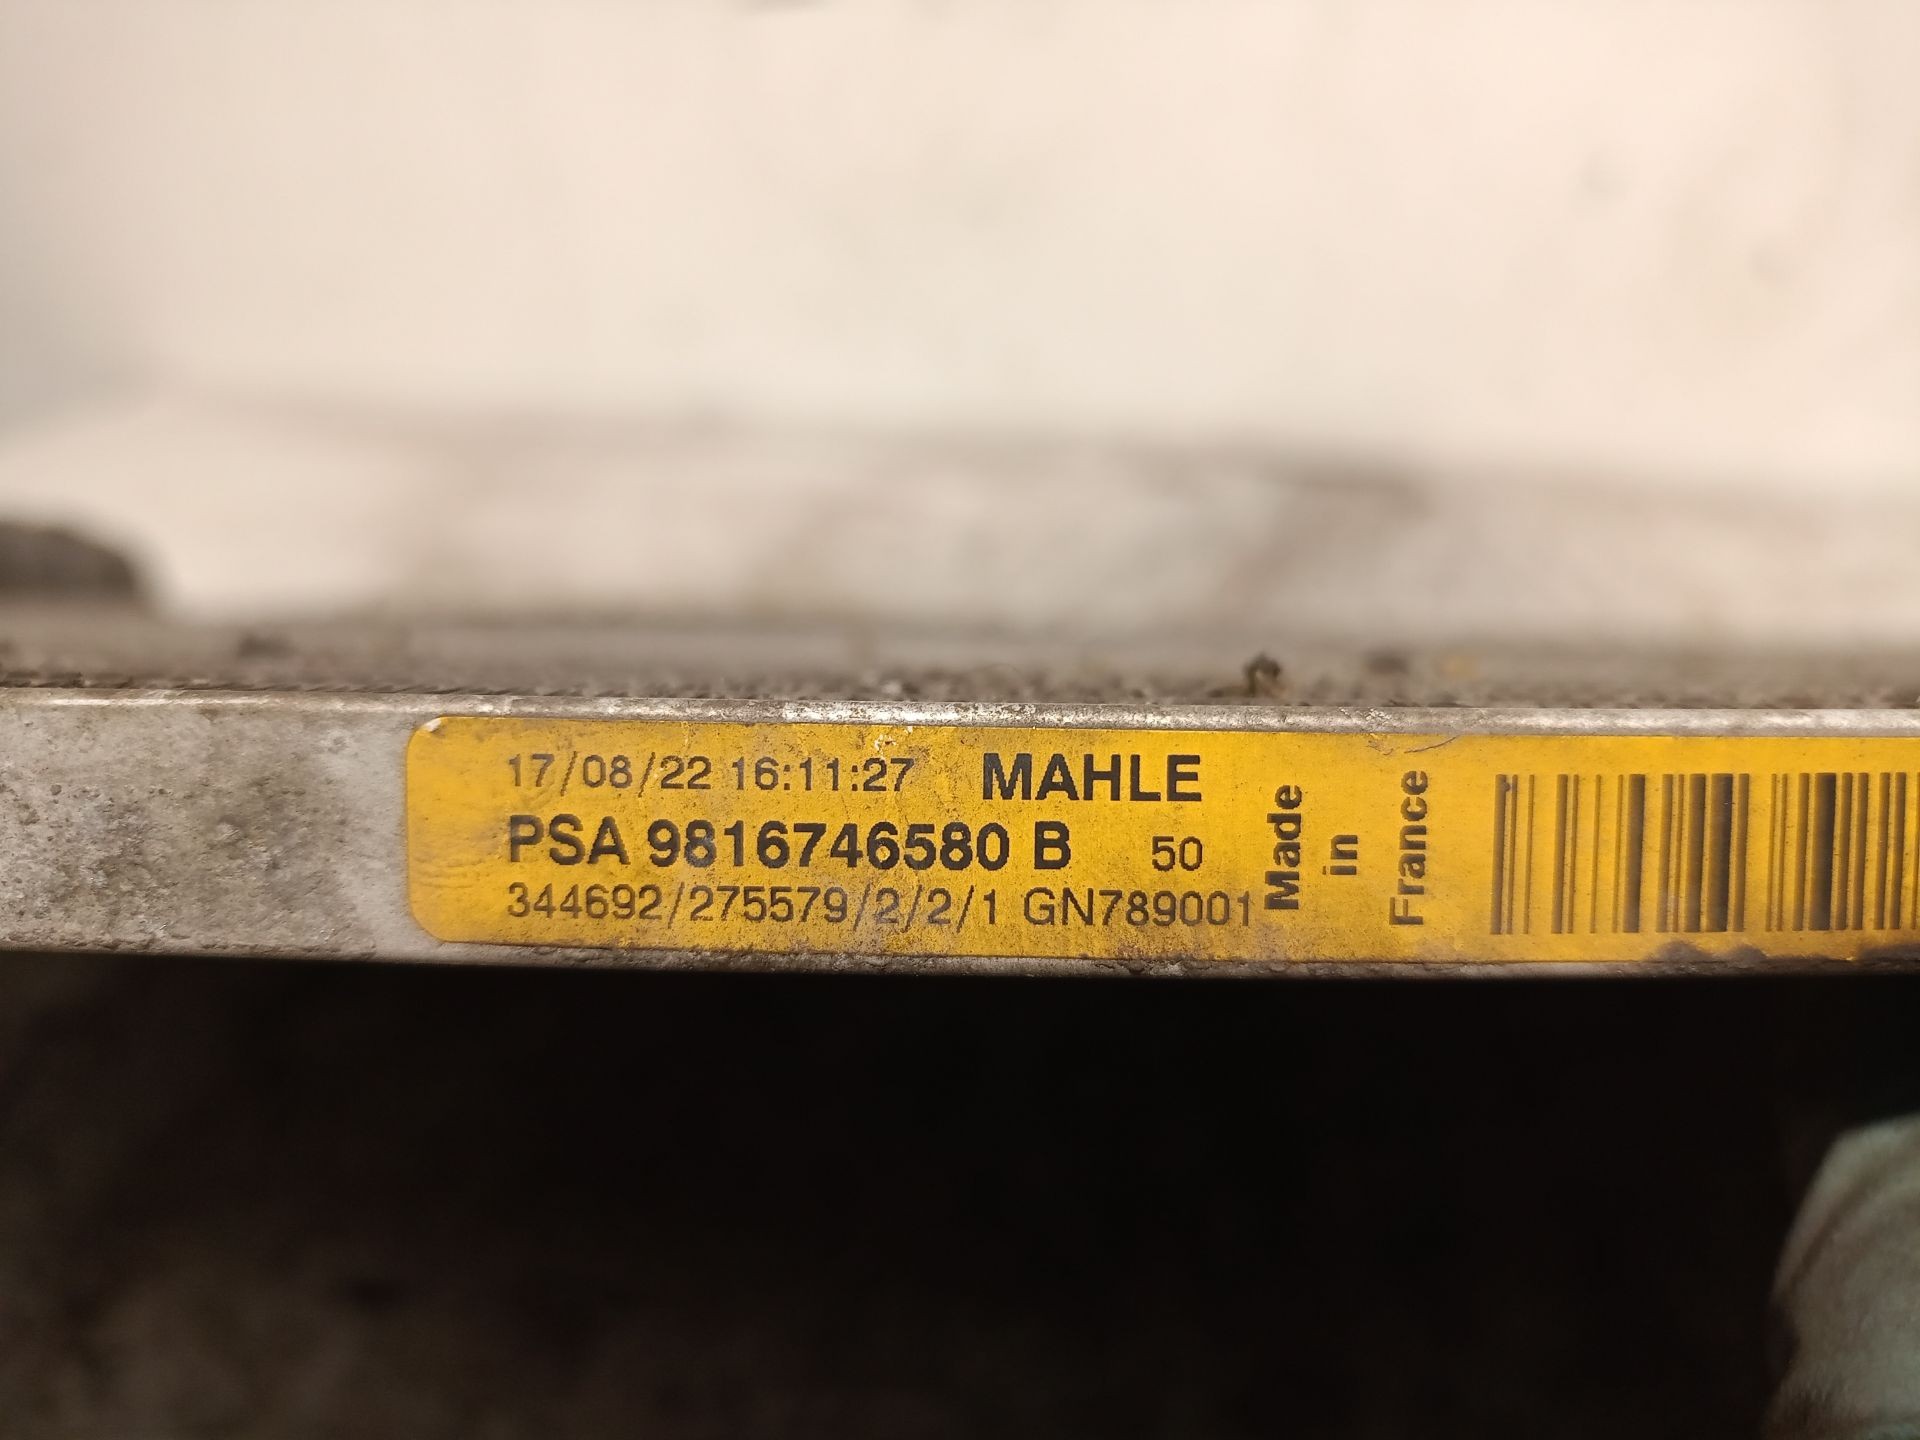 17/08/22 16:11:27 MAHLE
PSA 9816746580 B 50
344692/275579/2/2/1 GN789001
Made
in
France